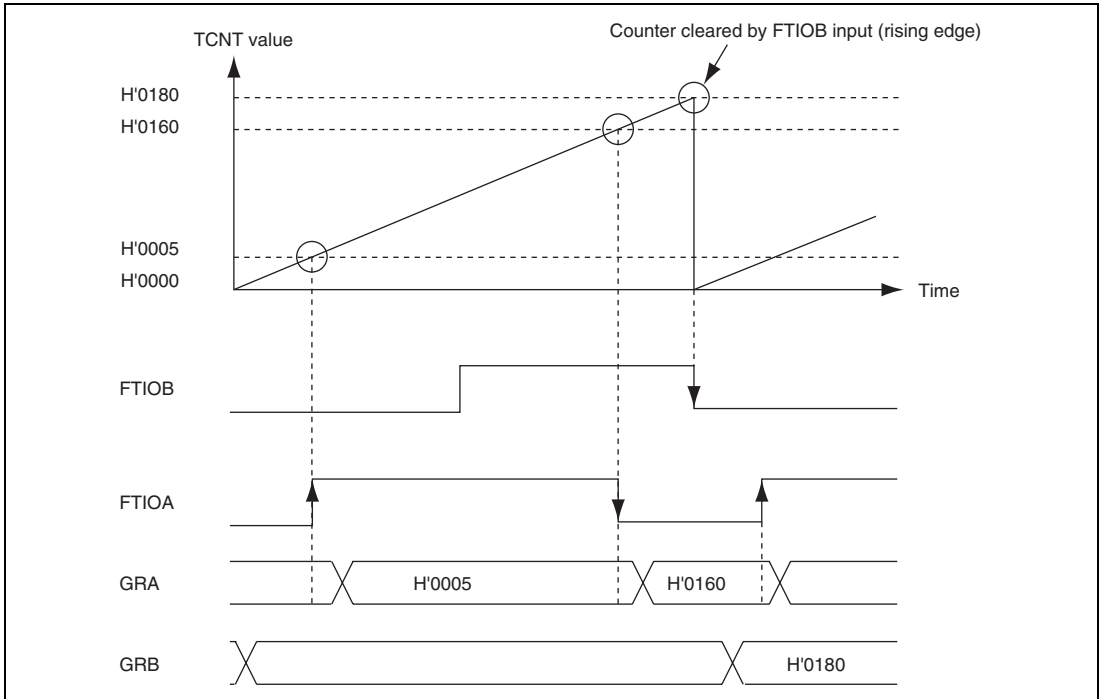 Counter cleared by FTIOB input (rising edge)
TCNT value
H'0180
H'0160
H'0005
H'0000
Time
FTIOB
FTIOA
GRA
H'0005
H'0160
GRB
H'0180